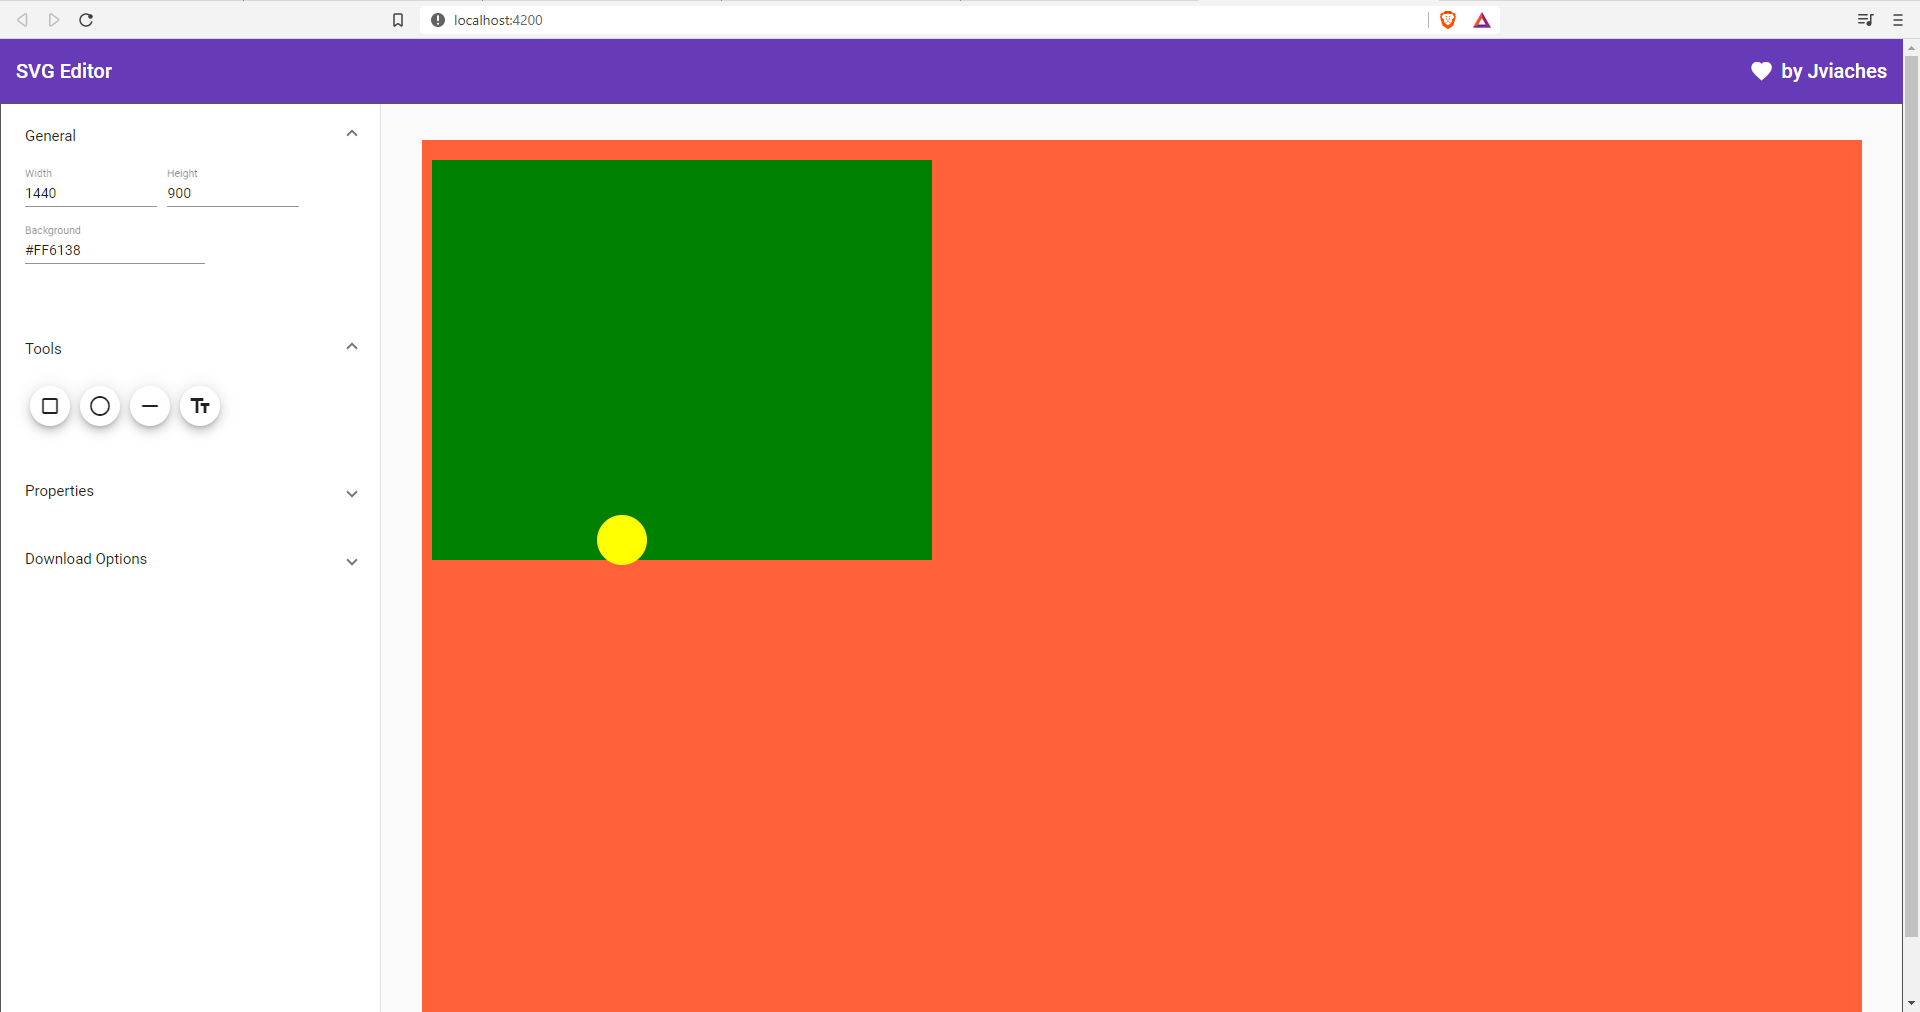 localhost:4200
SVG Editor
by Jviaches
General
Width
Height
1440
900
Background
#FF6138
Tools
Tт
Properties
Download Options